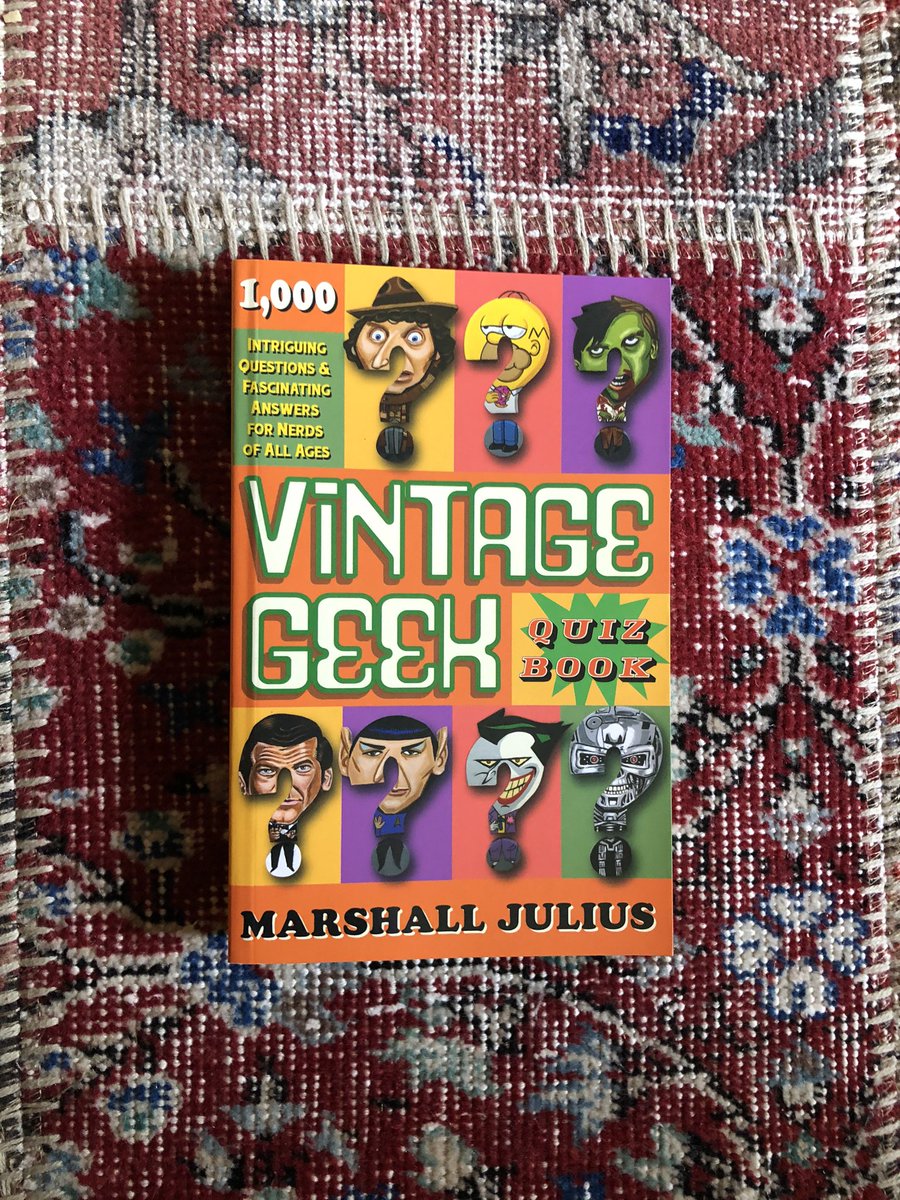 1,000
INTRIGUING
QUESTIONS &
FASCINATING
ANSWERS
FOR NERDS
OF ALL AGES
ViNTAGE
GEEK
QUIZ
BOOK
MARSHALL JULIUS